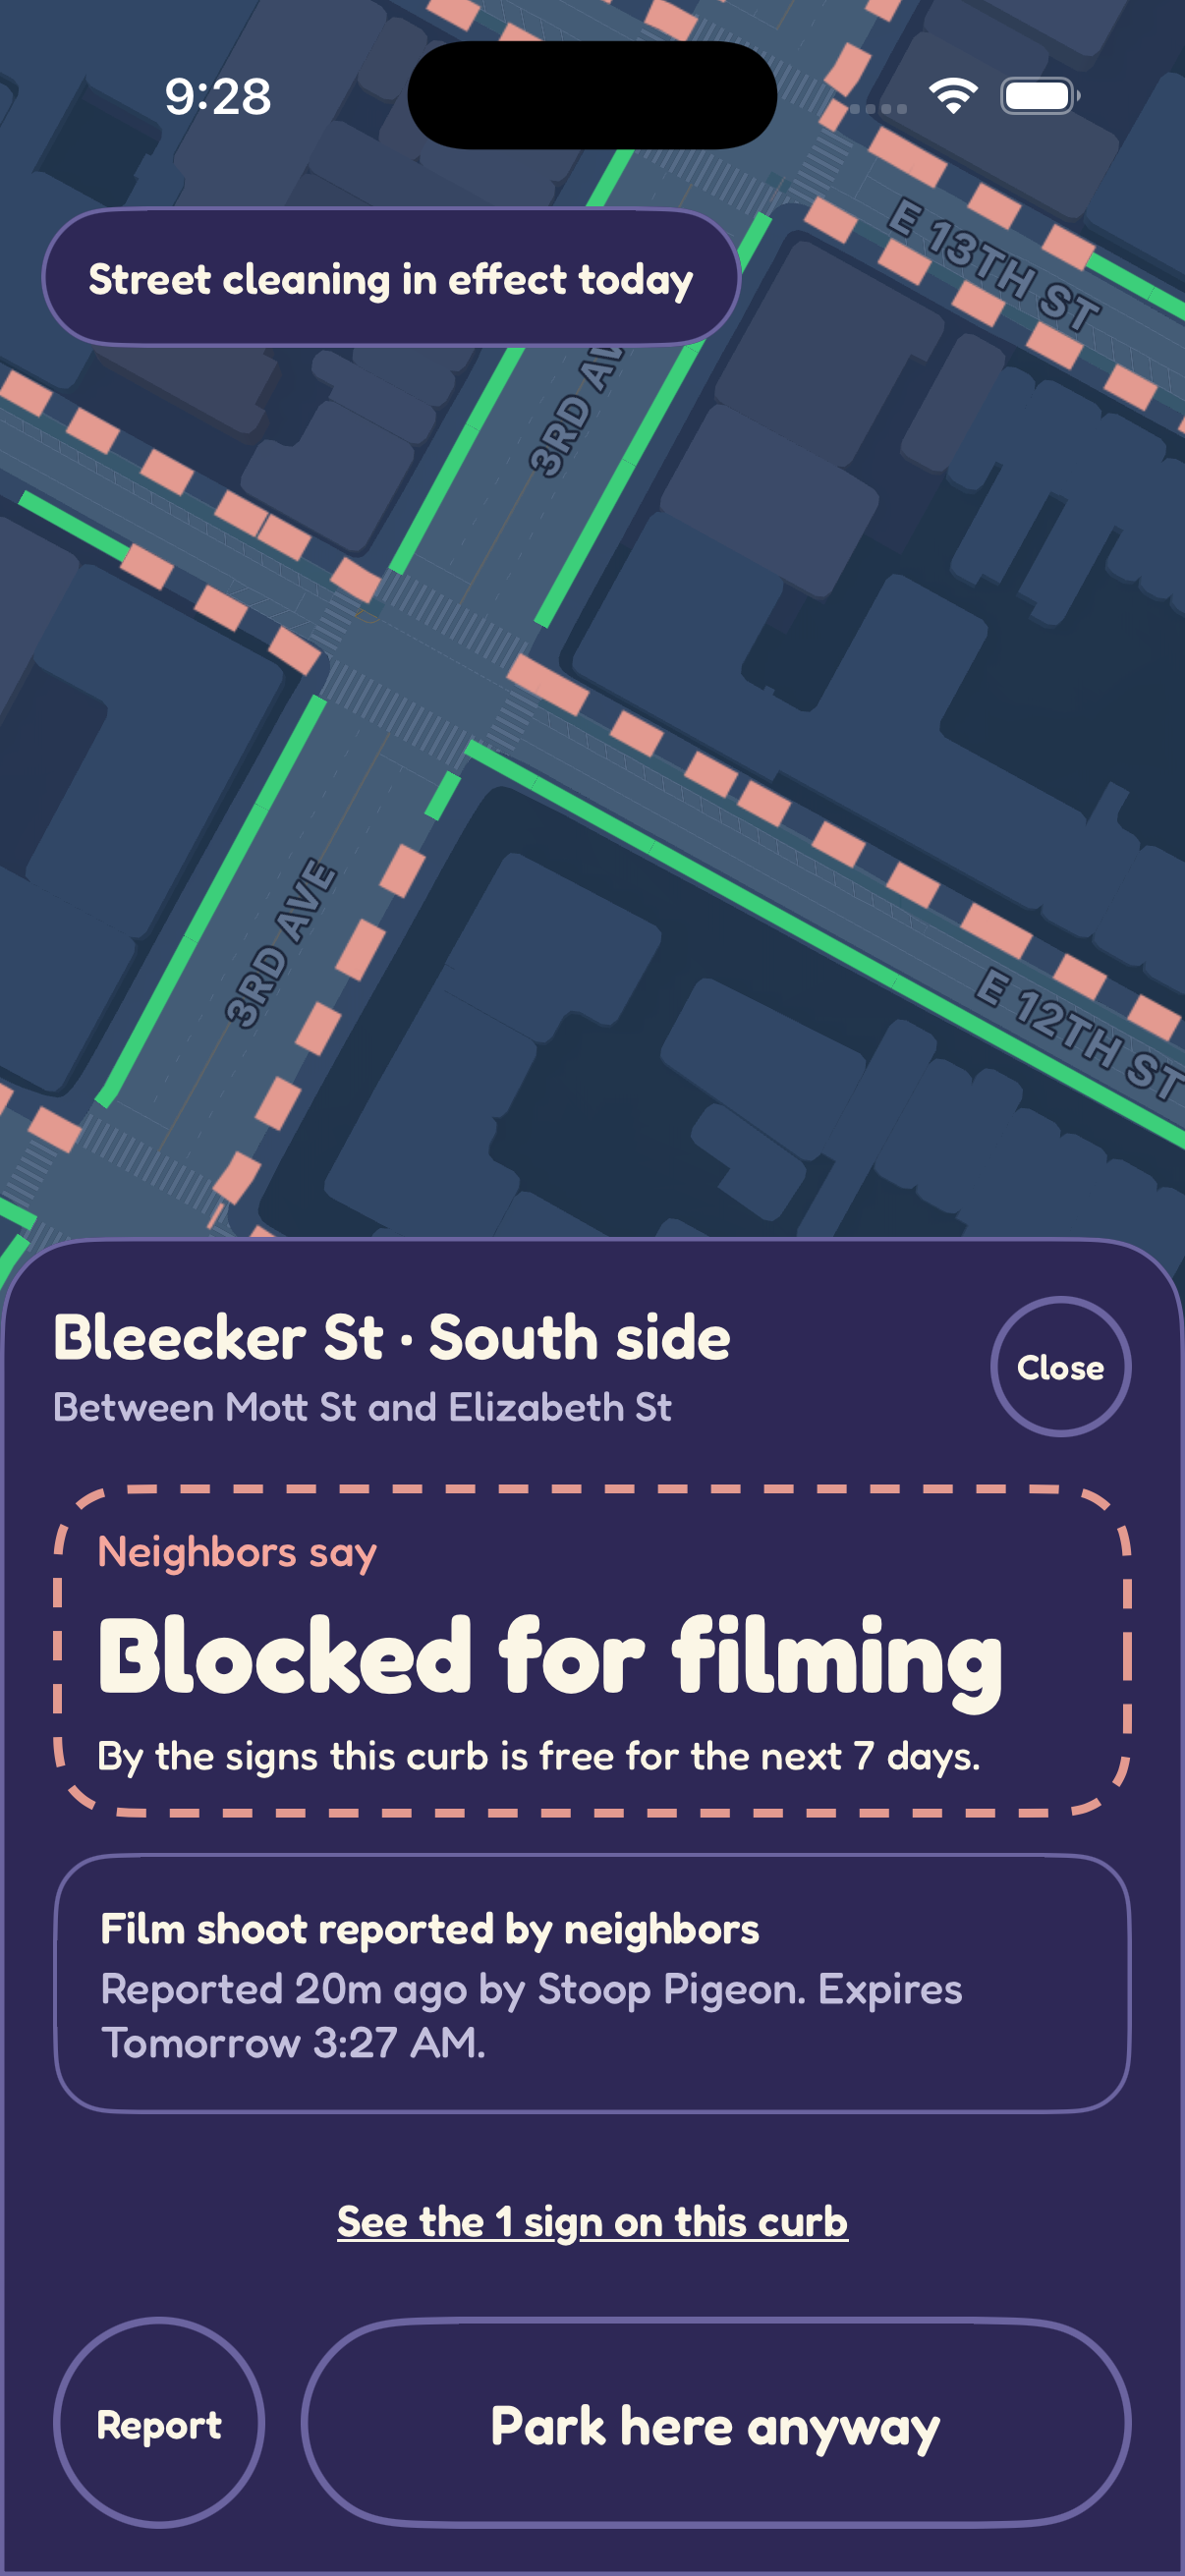 9:28
E 13TH ST
Street cleaning in effect today
3RD AV
3RD AVE
E 12TH ST
Bleecker St · South side
Close
Between Mott St and Elizabeth St
Neighbors say
Blocked for filming
By the signs this curb is free for the next 7 days.
Film shoot reported by neighbors
Reported 20m ago by Stoop Pigeon. Expires
Tomorrow 3:27 AM.
See the 1 sign on this curb
Report
Park here anyway